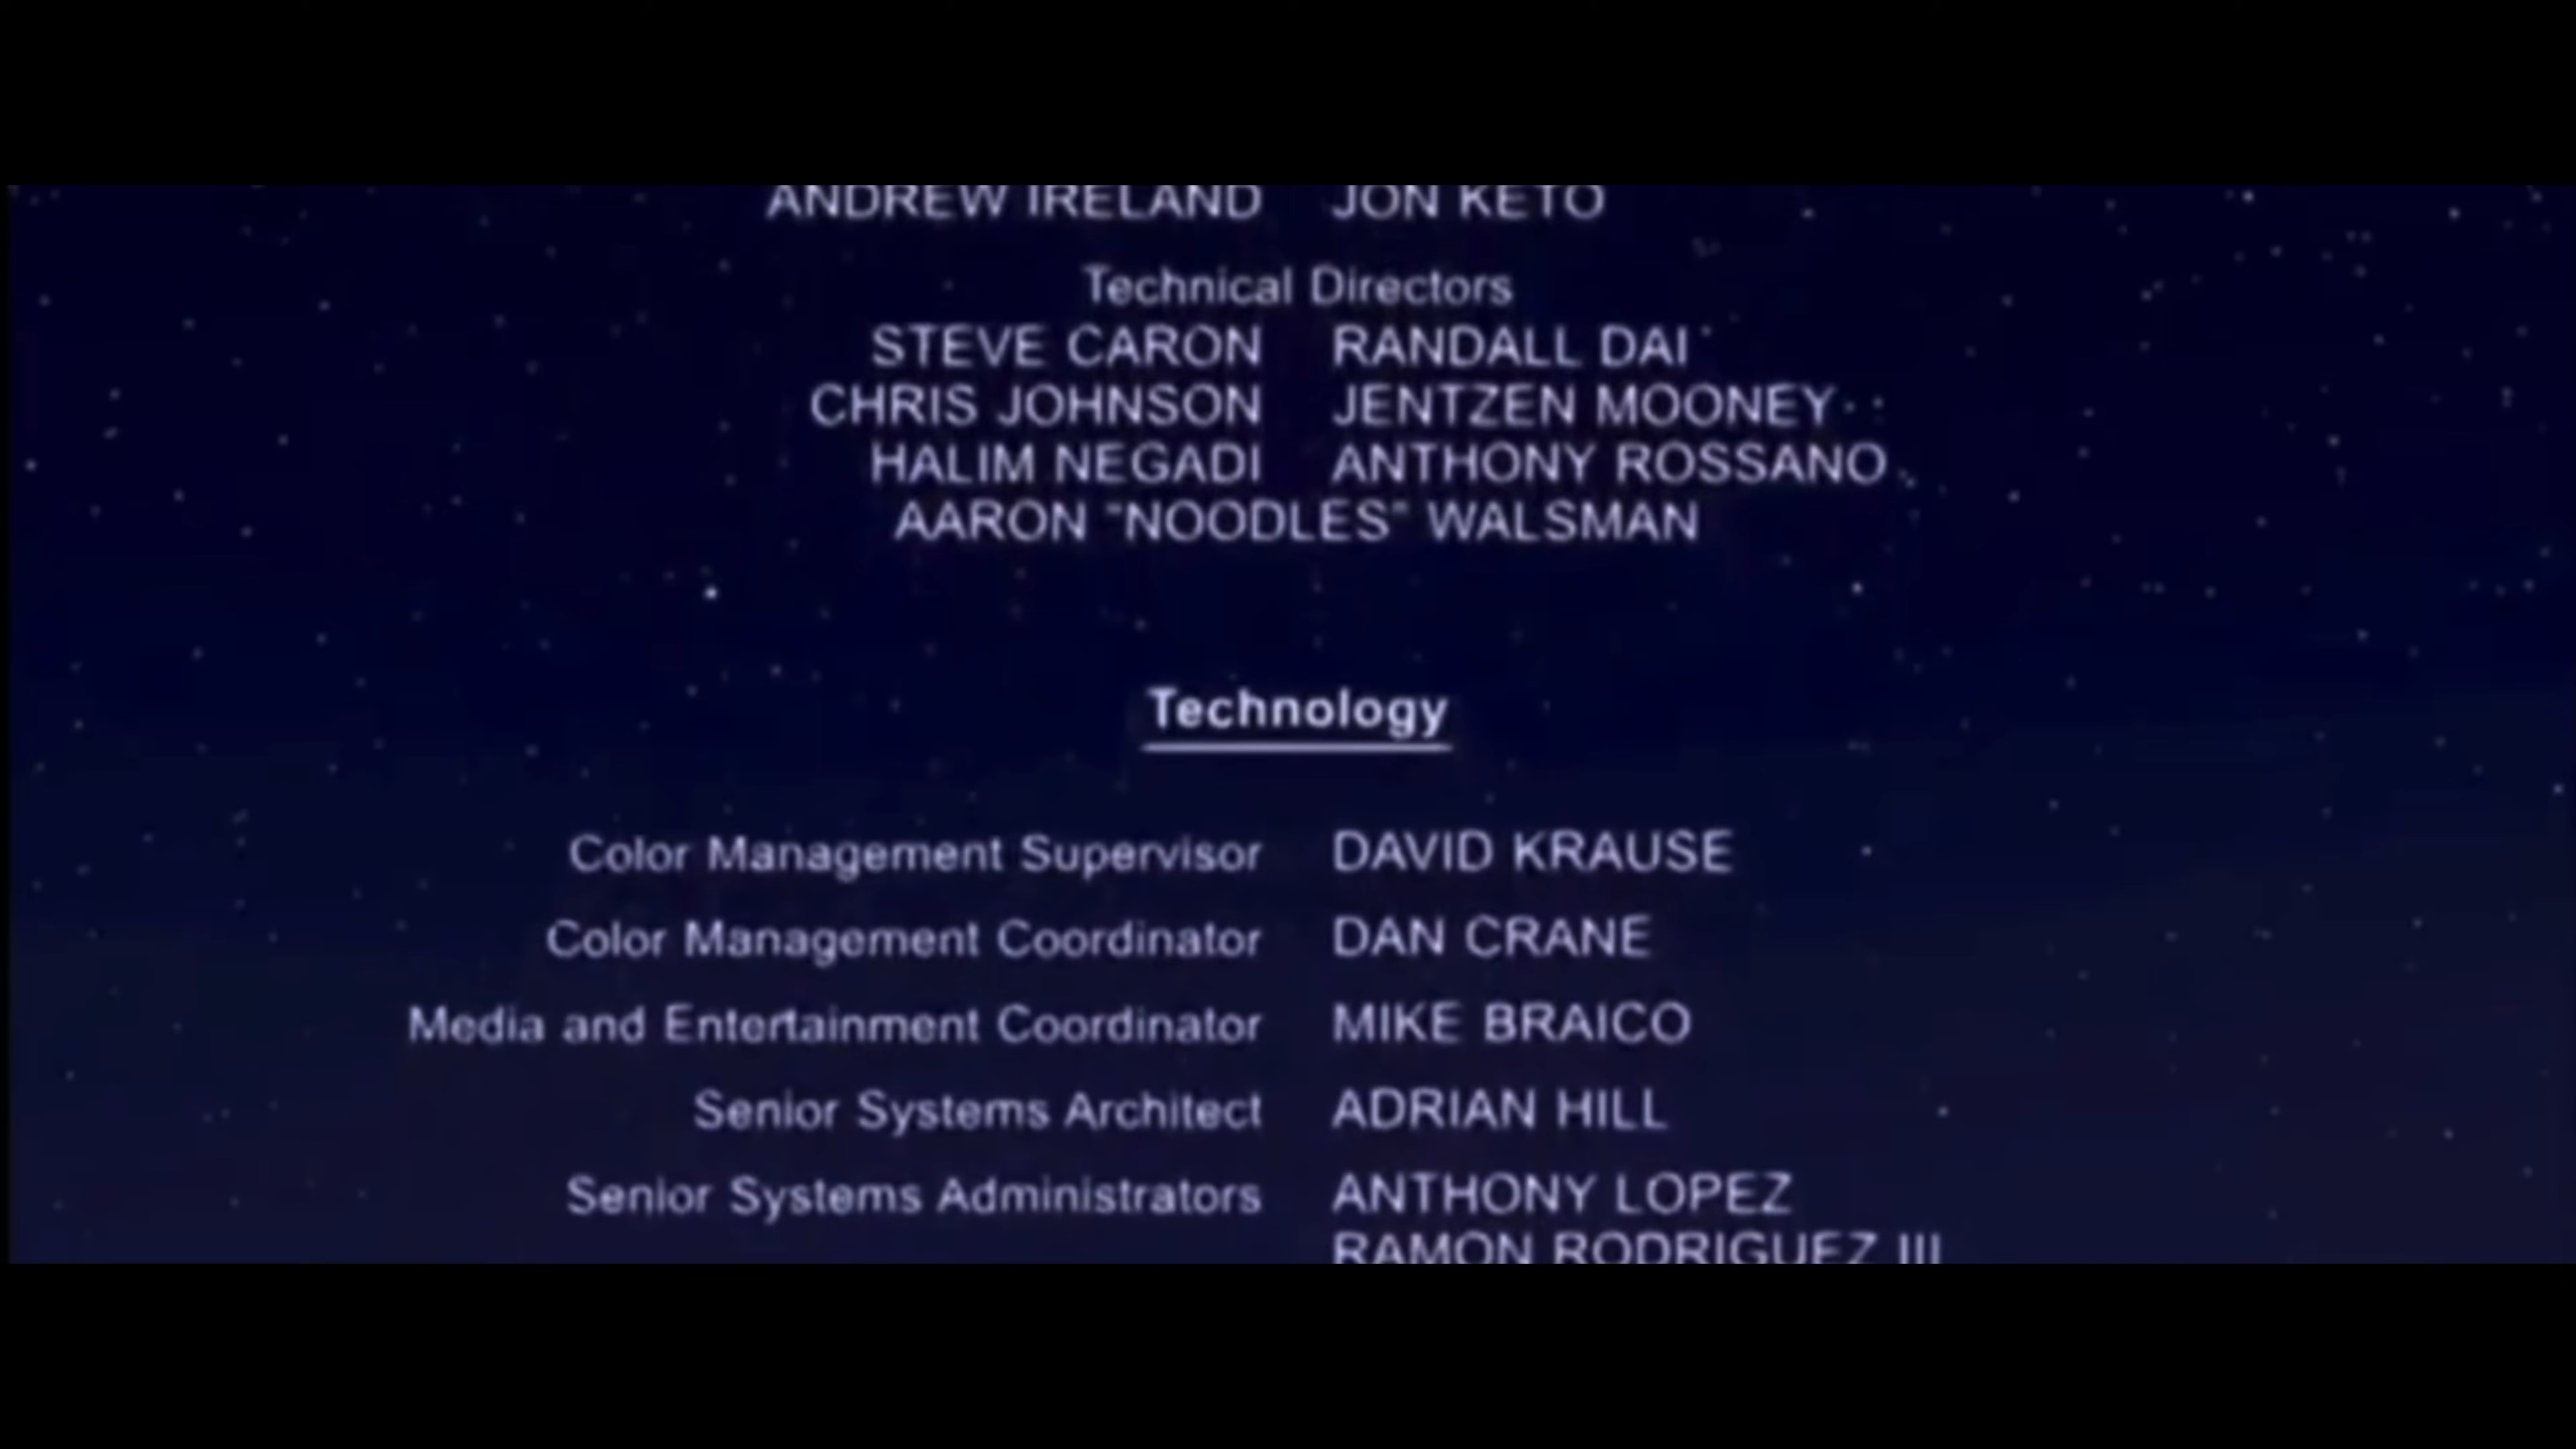 ANDREW IRELAND JON KETO
Technical Directors
STEVE CARON RANDALL DAI
CHRIS JOHNSON JENTZEN MOONEY
HALIM NEGADI ANTHONY ROSSANO
AARON "NOODLES" WALSMAN
Technology
Color Management Supervisor DAVID KRAUSE
Color Management Coordinator DAN CRANE
Media and Entertainment Coordinator MIKE BRAICO
Senior Systems Architect ADRIAN HILL
Senior Systems Administrators ANTHONY LOPEZ
RAMON RODRIGUEZ III